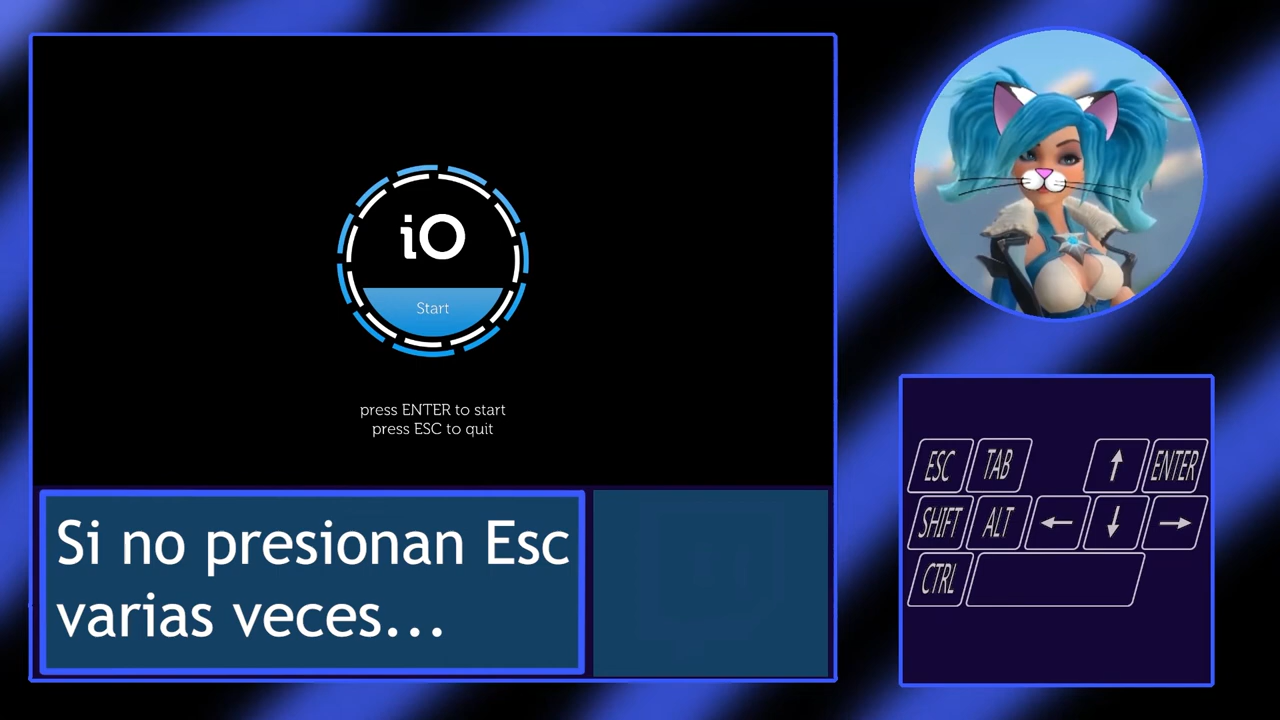 iO
Start
press ENTER to start
press ESC to quit
Si no presionan Esc
varias veces...
ESC TAB ↑ ENTER
SHIFT ALT ← ↓ →
CTRL